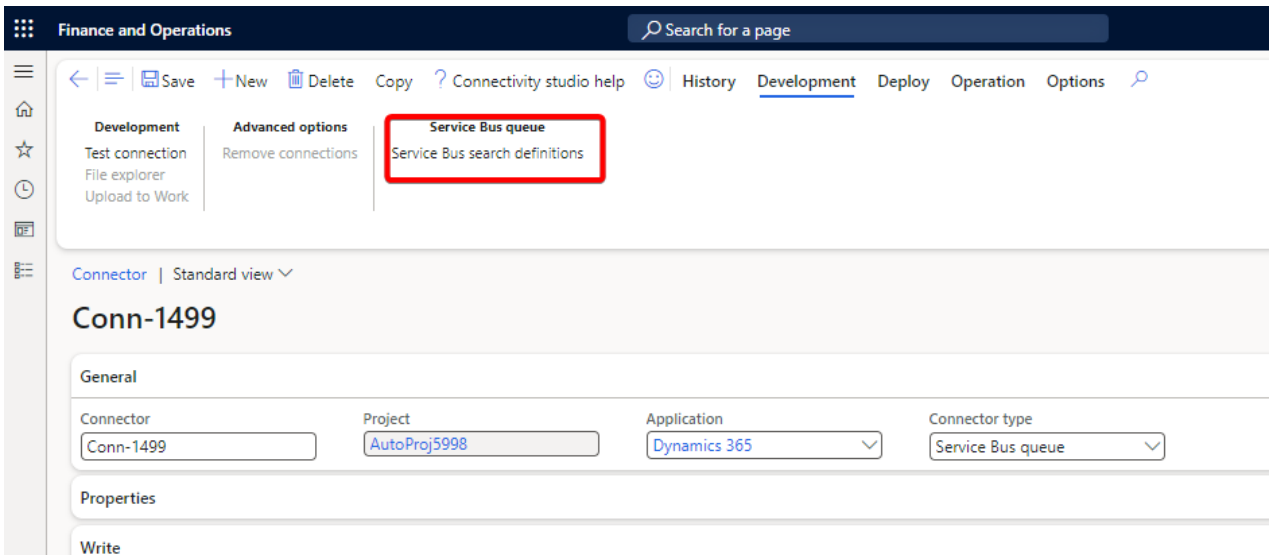 Finance and Operations Search for a page
Save New Delete Copy ? Connectivity studio help History Development Deploy Operation Options
Development Advanced options Service Bus queue
Test connection Remove connections Service Bus search definitions
File explorer
Upload to Work
Connector | Standard view
Conn-1499
General
Connector Project Application Connector type
Conn-1499 AutoProj5998 Dynamics 365 Service Bus queue
Properties
Write